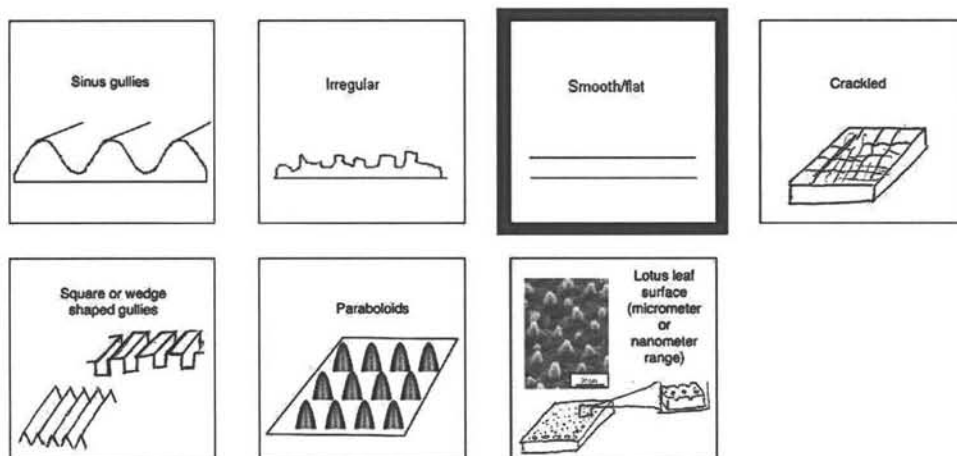 Sinus gullies
Irregular
Smooth/flat
Crackled
Square or wedge
shaped gullies
Paraboloids
Lotus leaf
surface
(micrometer
or
nanometer
range)